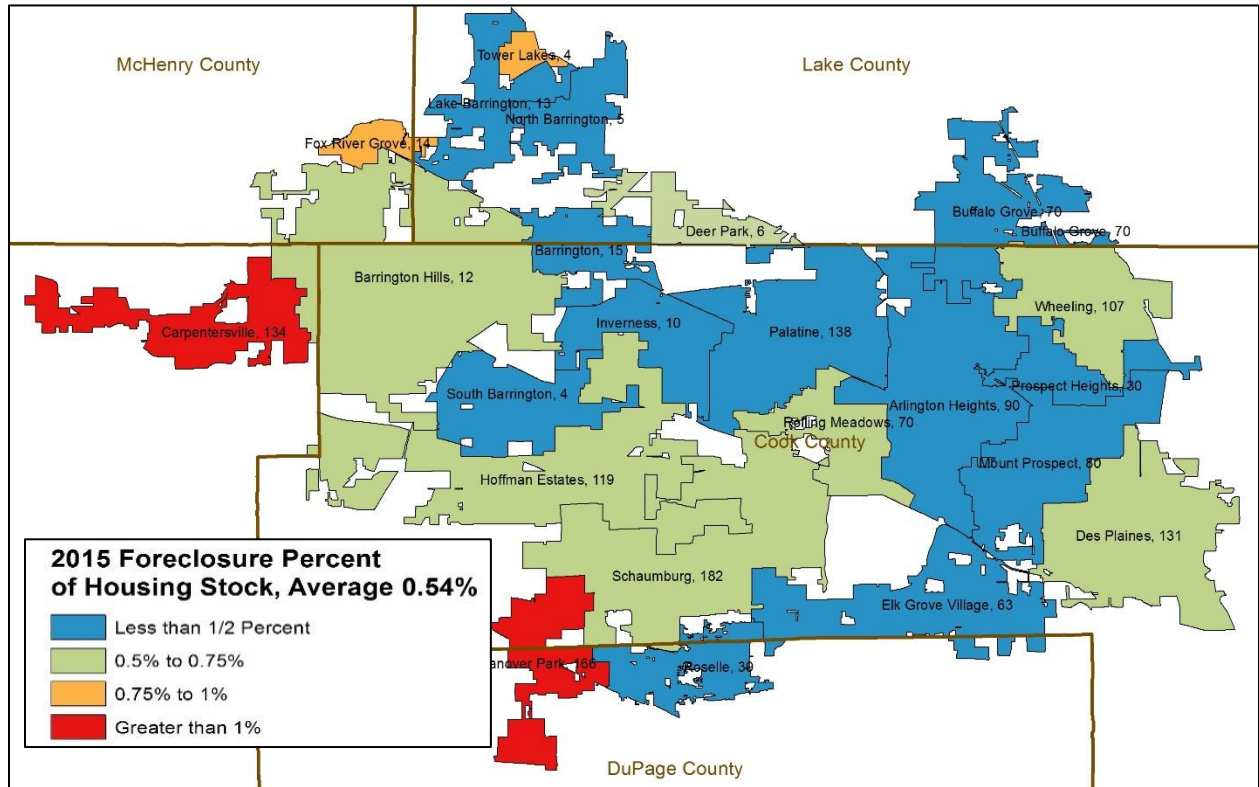 McHenry County
Lake County
Tower Lakes, 4
Lake Barrington, 13
North Barrington, 5
Fox River Grove, 14
Buffalo Grove, 70
Buffalo Grove, 70
Deer Park, 6
Barrington, 15
Barrington Hills, 12
Wheeling, 107
Carpentersville, 134
Inverness, 10
Palatine, 138
Prospect Heights, 30
South Barrington, 4
Arlington Heights, 90
Rolling Meadows, 70
Cook County
Mount Prospect, 80
Hoffman Estates, 119
Des Plaines, 131
Schaumburg, 182
Elk Grove Village, 63
anover Park, 166
Roselle, 39
DuPage County
2015 Foreclosure Percent
of Housing Stock, Average 0.54%
Less than 1/2 Percent
0.5% to 0.75%
0.75% to 1%
Greater than 1%